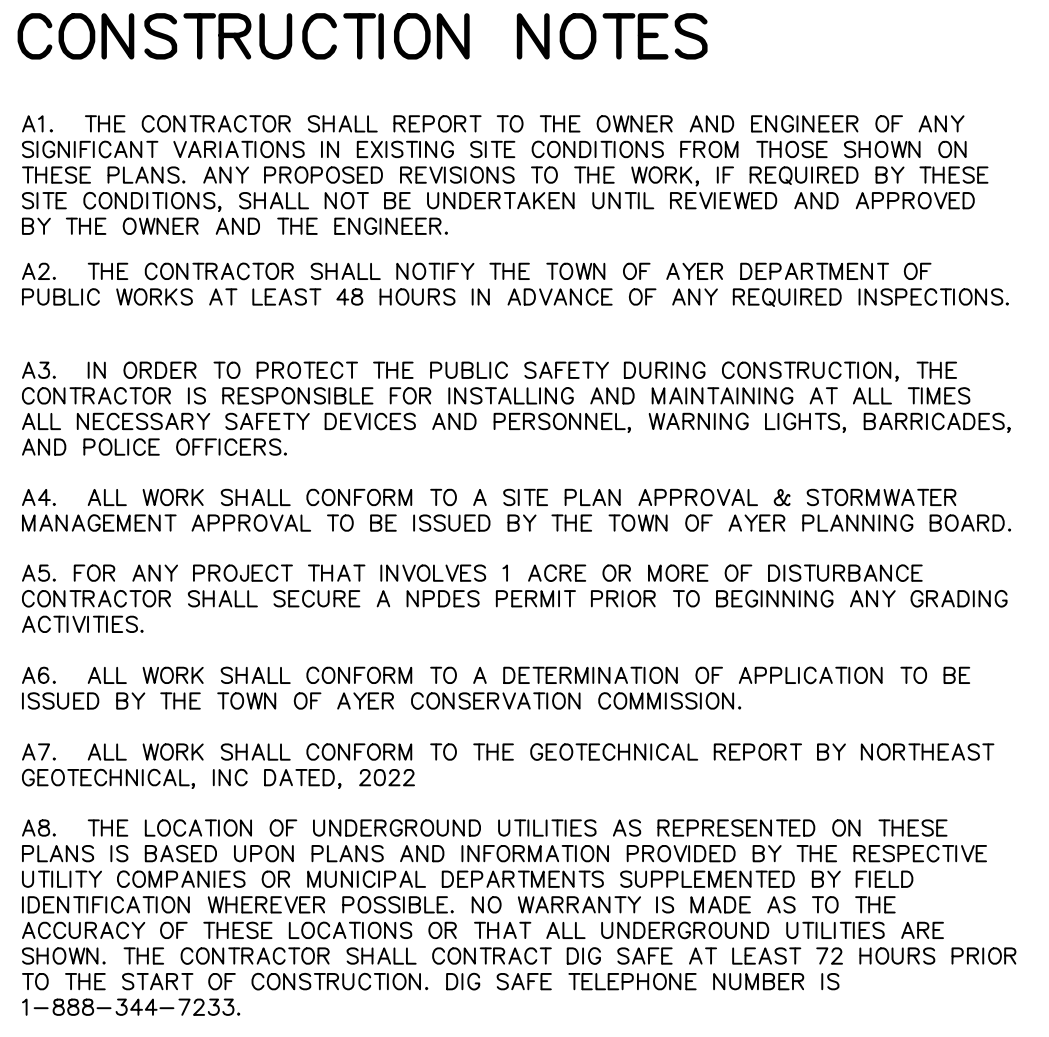 CONSTRUCTION NOTES
A1. THE CONTRACTOR SHALL REPORT TO THE OWNER AND ENGINEER OF ANY
SIGNIFICANT VARIATIONS IN EXISTING SITE CONDITIONS FROM THOSE SHOWN ON
THESE PLANS. ANY PROPOSED REVISIONS TO THE WORK, IF REQUIRED BY THESE
SITE CONDITIONS, SHALL NOT BE UNDERTAKEN UNTIL REVIEWED AND APPROVED
BY THE OWNER AND THE ENGINEER.
A2. THE CONTRACTOR SHALL NOTIFY THE TOWN OF AYER DEPARTMENT OF
PUBLIC WORKS AT LEAST 48 HOURS IN ADVANCE OF ANY REQUIRED INSPECTIONS.
A3. IN ORDER TO PROTECT THE PUBLIC SAFETY DURING CONSTRUCTION, THE
CONTRACTOR IS RESPONSIBLE FOR INSTALLING AND MAINTAINING AT ALL TIMES
ALL NECESSARY SAFETY DEVICES AND PERSONNEL, WARNING LIGHTS, BARRICADES,
AND POLICE OFFICERS.
A4. ALL WORK SHALL CONFORM TO A SITE PLAN APPROVAL & STORMWATER
MANAGEMENT APPROVAL TO BE ISSUED BY THE TOWN OF AYER PLANNING BOARD.
A5. FOR ANY PROJECT THAT INVOLVES 1 ACRE OR MORE OF DISTURBANCE
CONTRACTOR SHALL SECURE A NPDES PERMIT PRIOR TO BEGINNING ANY GRADING
ACTIVITIES.
A6. ALL WORK SHALL CONFORM TO A DETERMINATION OF APPLICATION TO BE
ISSUED BY THE TOWN OF AYER CONSERVATION COMMISSION.
A7. ALL WORK SHALL CONFORM TO THE GEOTECHNICAL REPORT BY NORTHEAST
GEOTECHNICAL, INC DATED, 2022
A8. THE LOCATION OF UNDERGROUND UTILITIES AS REPRESENTED ON THESE
PLANS IS BASED UPON PLANS AND INFORMATION PROVIDED BY THE RESPECTIVE
UTILITY COMPANIES OR MUNICIPAL DEPARTMENTS SUPPLEMENTED BY FIELD
IDENTIFICATION WHEREVER POSSIBLE. NO WARRANTY IS MADE AS TO THE
ACCURACY OF THESE LOCATIONS OR THAT ALL UNDERGROUND UTILITIES ARE
SHOWN. THE CONTRACTOR SHALL CONTRACT DIG SAFE AT LEAST 72 HOURS PRIOR
TO THE START OF CONSTRUCTION. DIG SAFE TELEPHONE NUMBER IS
1-888-344-7233.